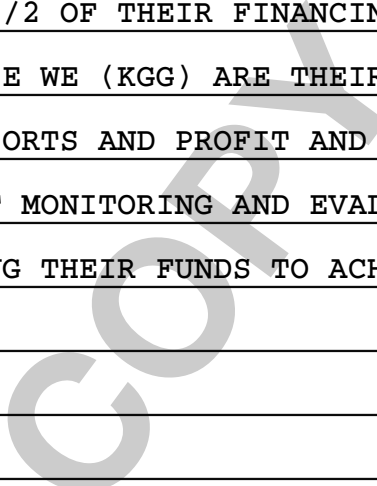 /2 OF THEIR FINANCIN
E WE (KGG) ARE THEIR
ORTS AND PROFIT AND
MONITORING AND EVAL
G THEIR FUNDS TO ACH
COPY